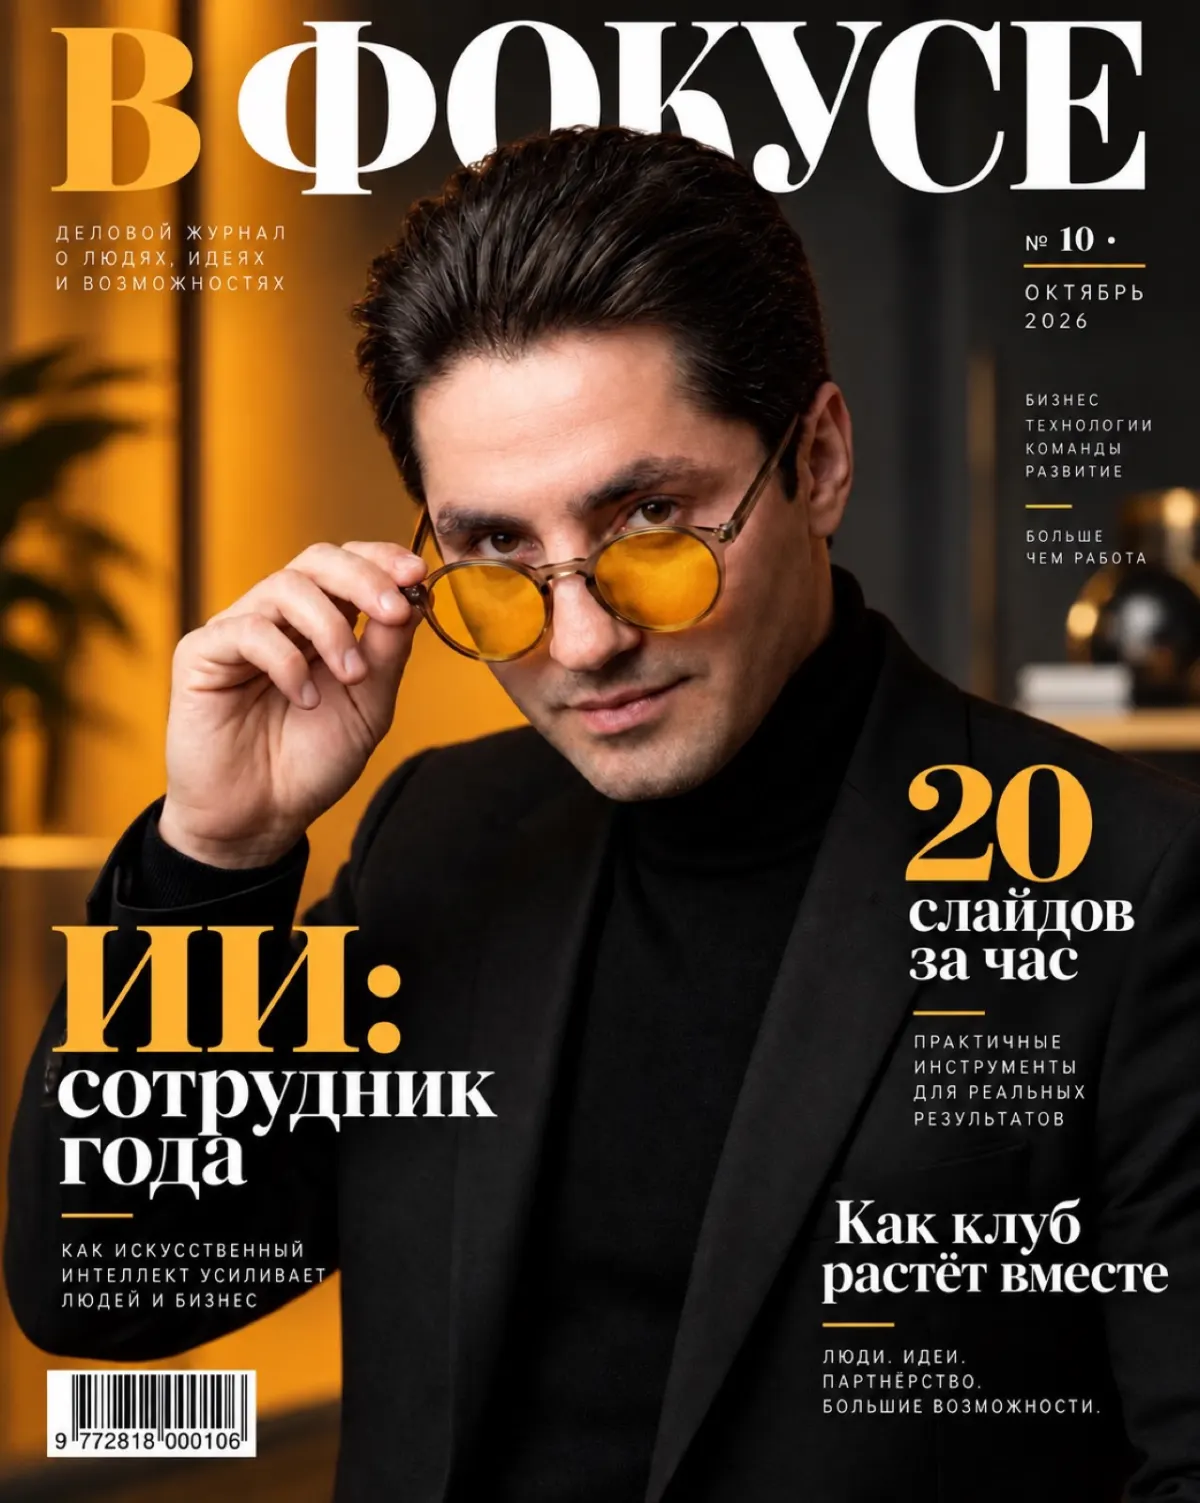 В ФОКУСЕ
ДЕЛОВОЙ ЖУРНАЛ
О ЛЮДЯХ, ИДЕЯХ
И ВОЗМОЖНОСТЯХ
№ 10 •
ОКТЯБРЬ
2026
БИЗНЕС
ТЕХНОЛОГИИ
КОМАНДЫ
РАЗВИТИЕ
БОЛЬШЕ
ЧЕМ РАБОТА
20
слайдов
за час
ПРАКТИЧНЫЕ
ИНСТРУМЕНТЫ
ДЛЯ РЕАЛЬНЫХ
РЕЗУЛЬТАТОВ
ИИ:
сотрудник
года
КАК ИСКУССТВЕННЫЙ
ИНТЕЛЛЕКТ УСИЛИВАЕТ
ЛЮДЕЙ И БИЗНЕС
Как клуб
растёт вместе
ЛЮДИ. ИДЕИ.
ПАРТНЁРСТВО.
БОЛЬШИЕ ВОЗМОЖНОСТИ.
9 772818 000106